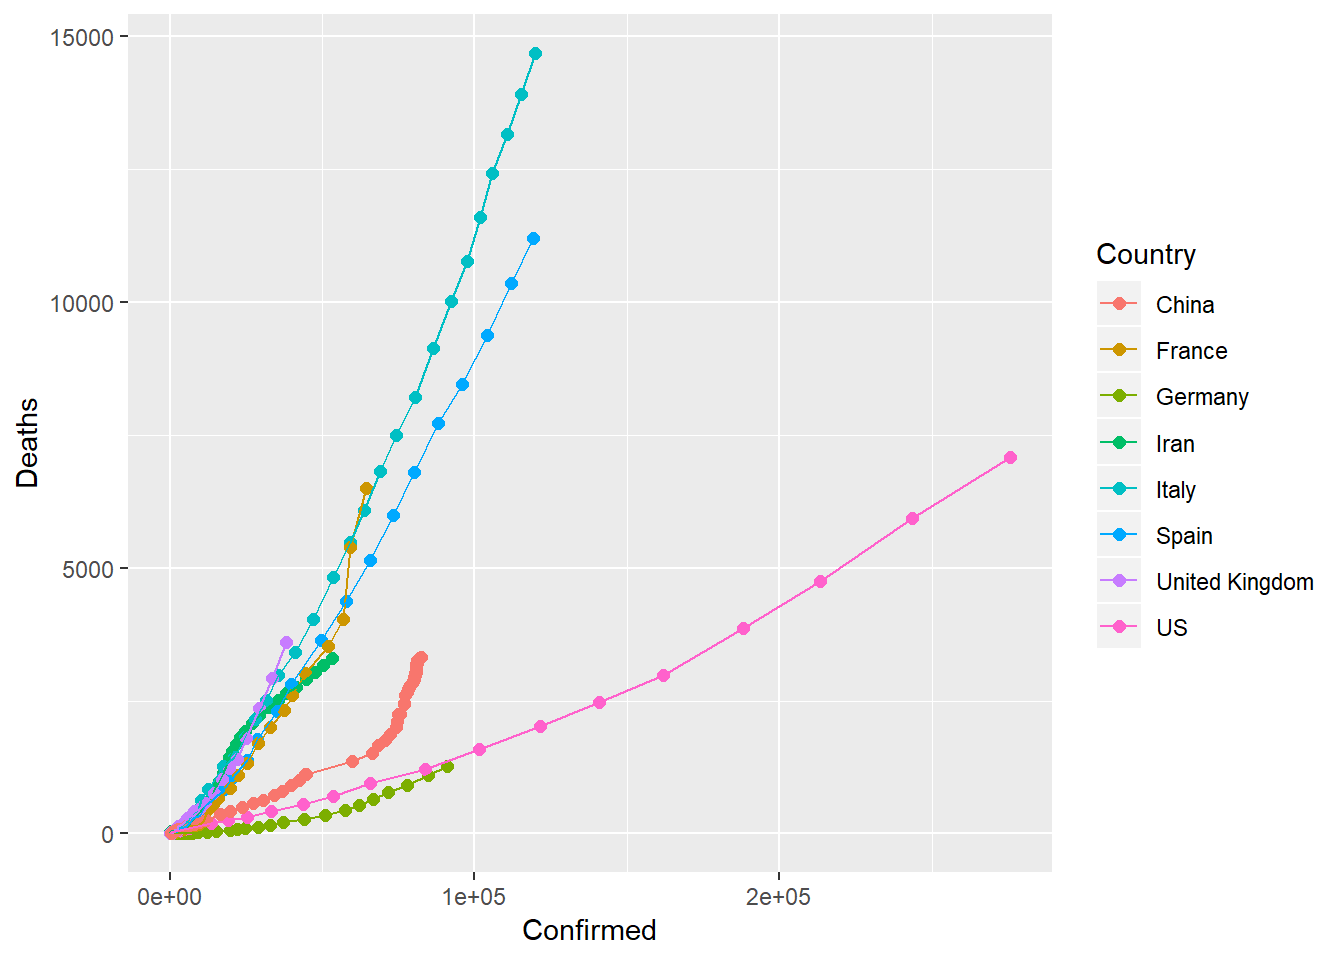 15000
10000
5000
0
Deaths
0e+00
1e+05
2e+05
Confirmed
Country
China
France
Germany
Iran
Italy
Spain
United Kingdom
US